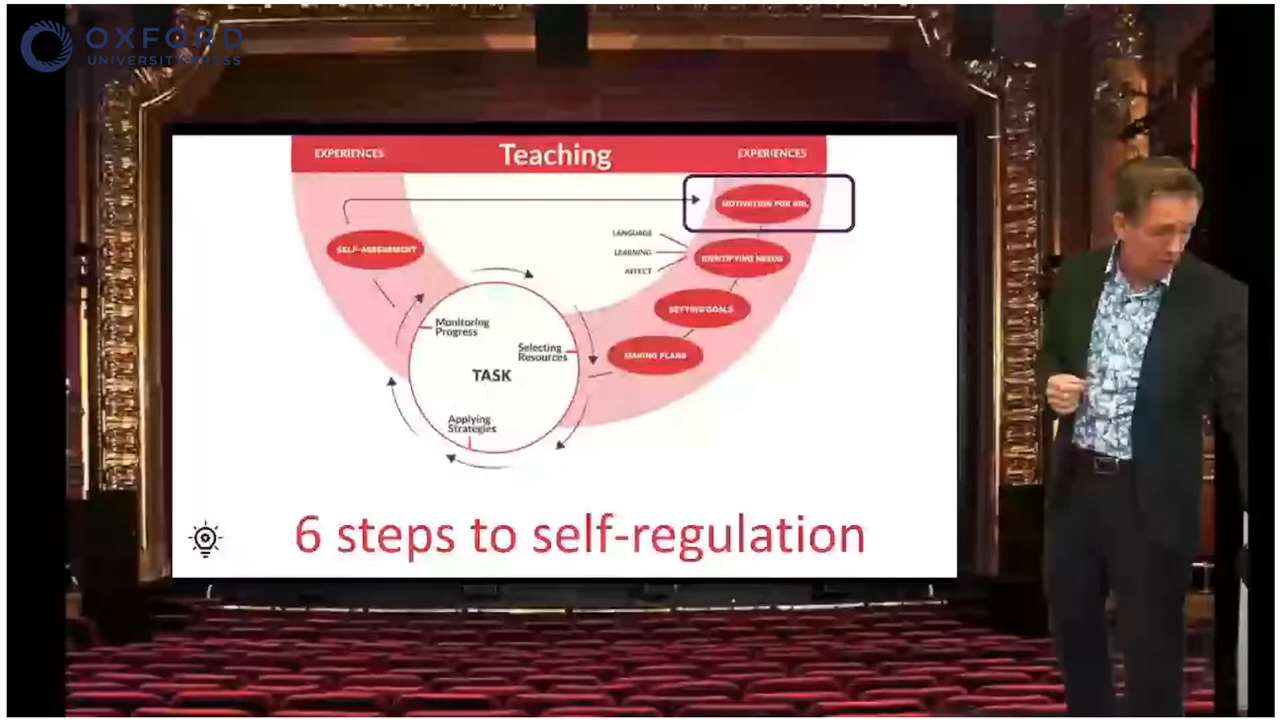 OXFORD
UNIVERSITY PRESS
EXPERIENCES
Teaching
EXPERIENCES
MOTIVATION FOR SRL
SELF-ASSESSMENT
LANGUAGE
LEARNING
AFFECT
IDENTIFYING NEEDS
SETTING GOALS
MAKING PLANS
Monitoring
Progress
Selecting
Resources
TASK
Applying
Strategies
6 steps to self-regulation